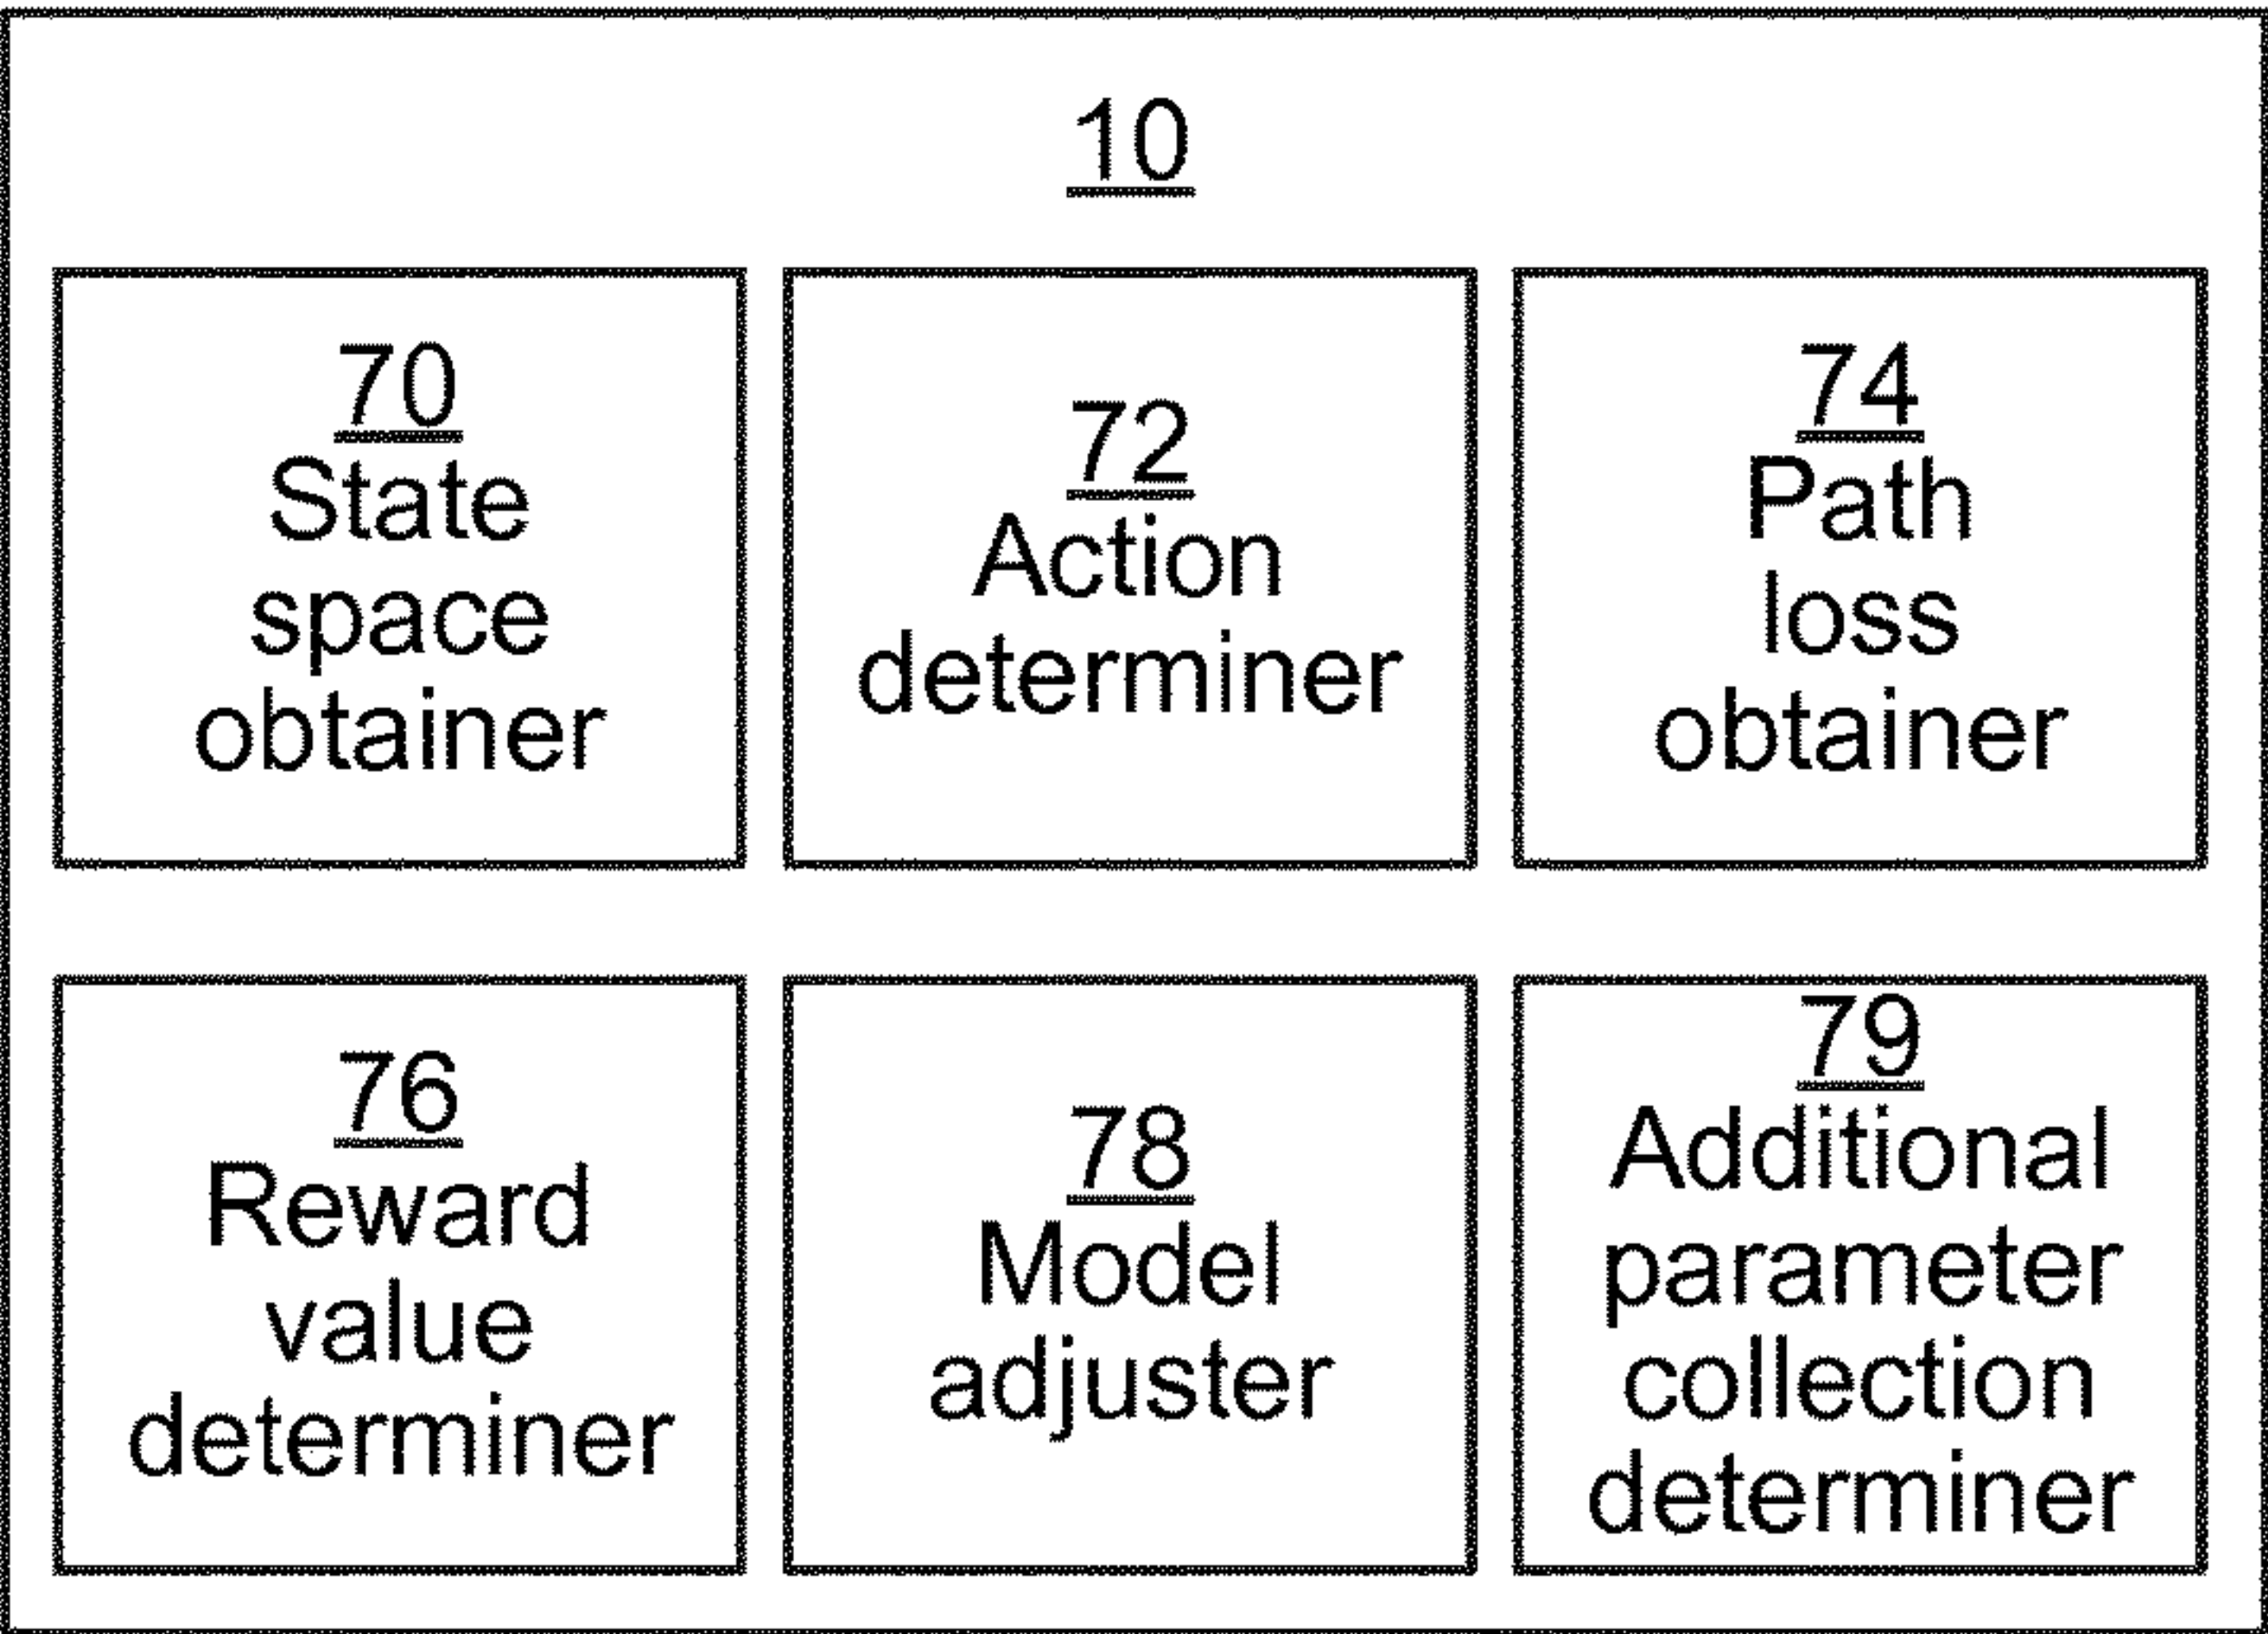 10
70
State
space
obtainer
72
Action
determiner
74
Path
loss
obtainer
76
Reward
value
determiner
78
Model
adjuster
79
Additional
parameter
collection
determiner